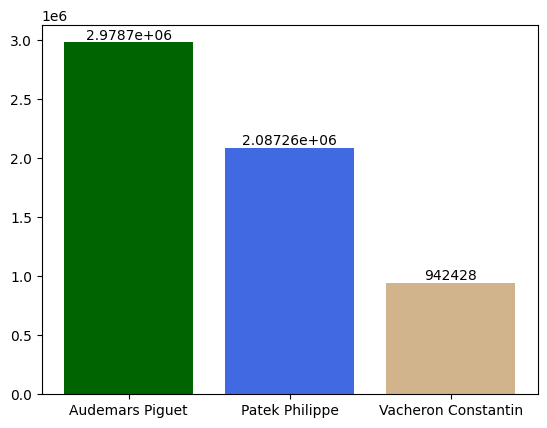 1e6
3.0
2.5
2.0
1.5
1.0
0.5
0.0
2.9787e+06
2.08726e+06
942428
Audemars Piguet
Patek Philippe
Vacheron Constantin